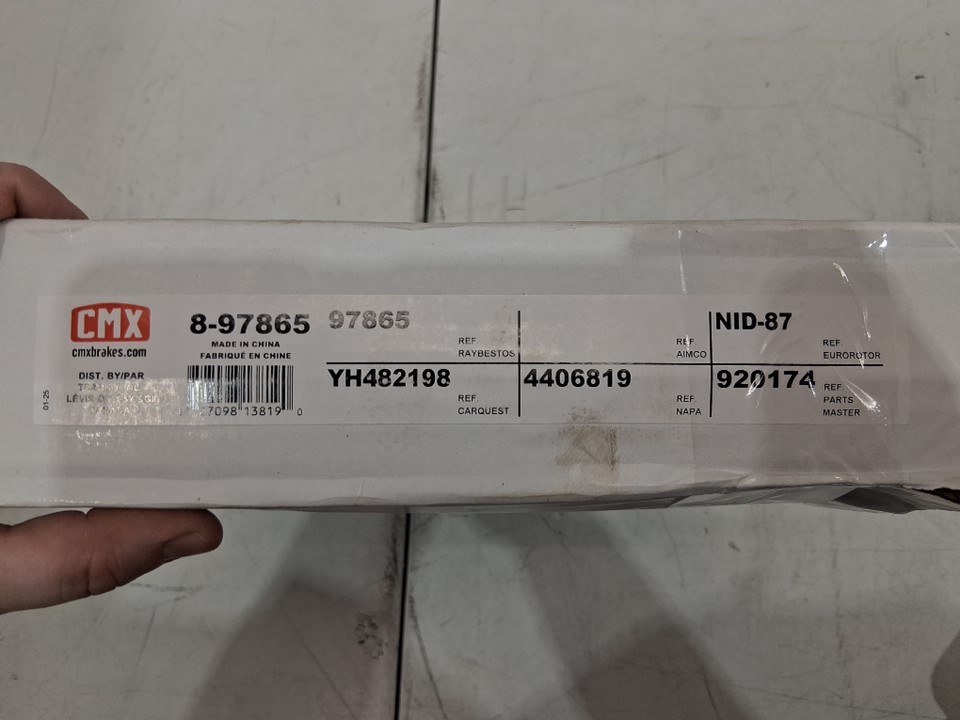 CMX
cmxbrakes.com
8-97865
MADE IN CHINA
FABRIQUÉ EN CHINE
97865
REF.
RAYBESTOS
REF.
AIMCO
NID-87
REF.
EUROROTOR
DIST. BY/PAR
LÉVIS
01-25
7098 13819 0
YH482198
REF.
CARQUEST
4406819
REF.
NAPA
920174
REF.
PARTS
MASTER